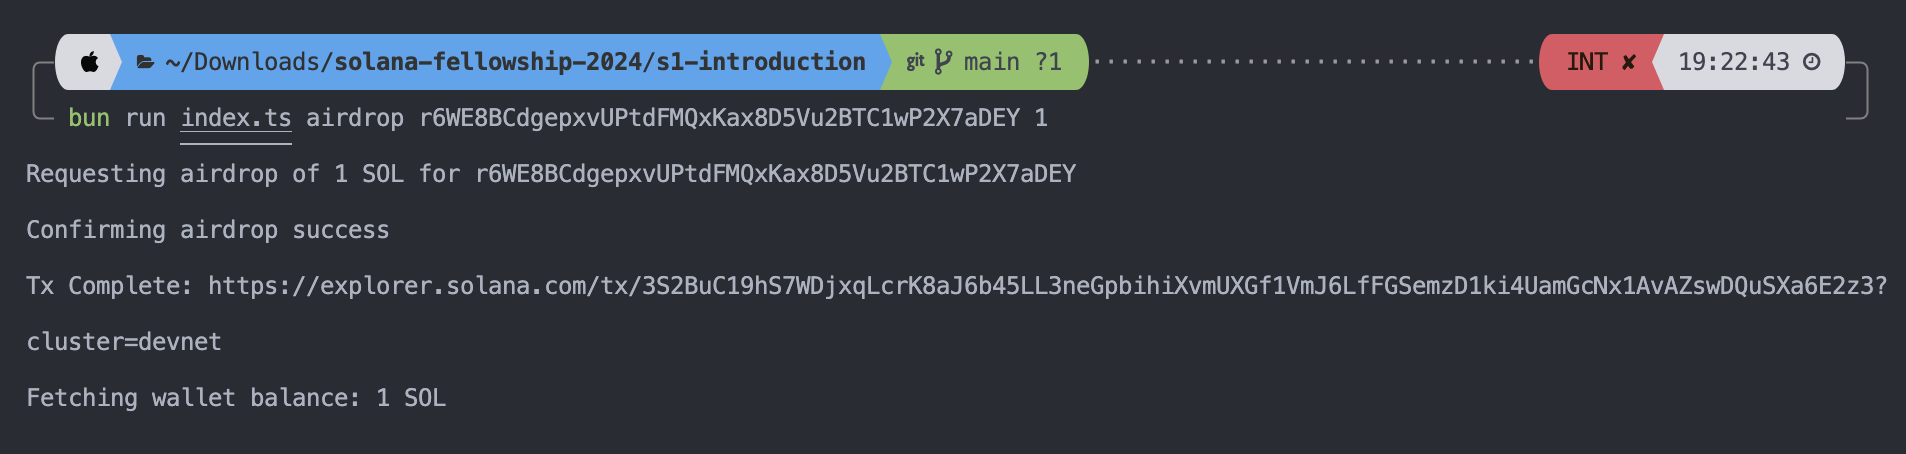 ~/Downloads/solana-fellowship-2024/s1-introduction git main ?1 INT ✘ 19:22:43
bun run index.ts airdrop r6WE8BCdgepxvUPtdFMQxKax8D5Vu2BTC1wP2X7aDEY 1
Requesting airdrop of 1 SOL for r6WE8BCdgepxvUPtdFMQxKax8D5Vu2BTC1wP2X7aDEY
Confirming airdrop success
Tx Complete: https://explorer.solana.com/tx/3S2BuC19hS7WDjxqLcrK8aJ6b45LL3neGpbihiXvmUXGf1VmJ6LfFGSemzD1ki4UamGcNx1AvAZswDQuSXa6E2z3?
cluster=devnet
Fetching wallet balance: 1 SOL